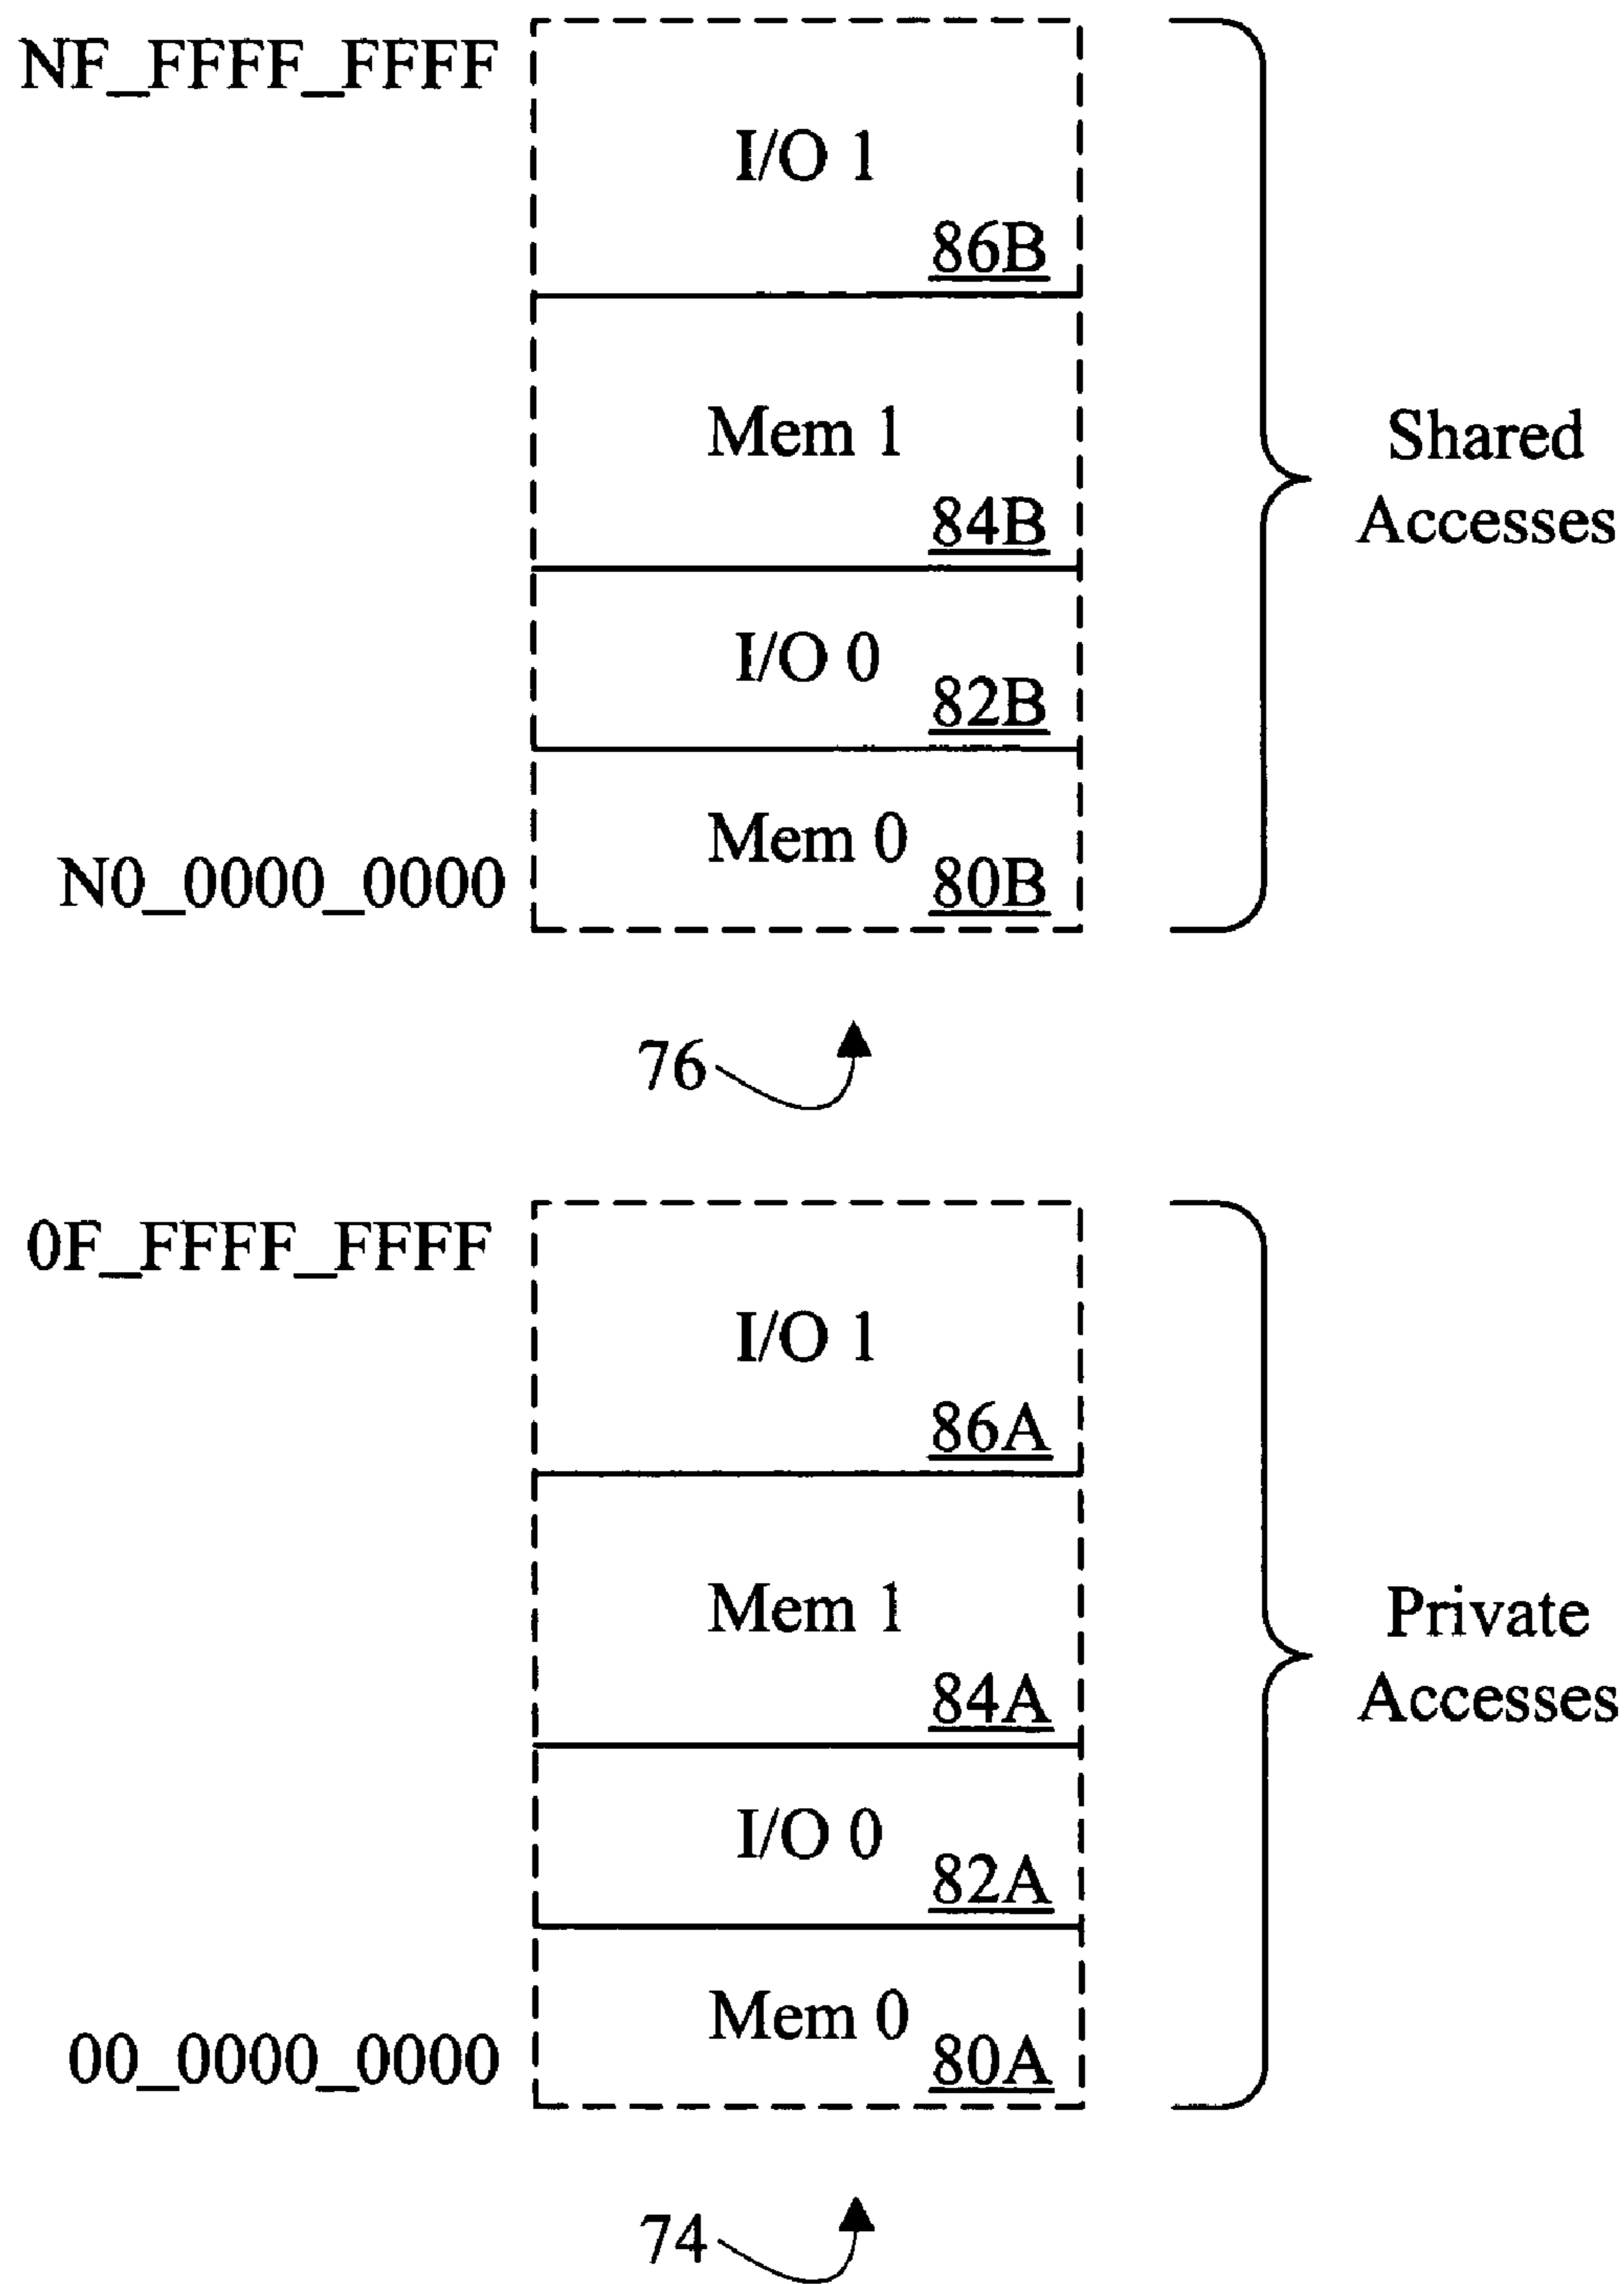 NF_FFFF_FFFF
I/O 1
86B
Mem 1
84B
Shared
Accesses
I/O 0
82B
Mem 0
N0_0000_0000
80B
76
0F_FFFF_FFFF
I/O 1
86A
Mem 1
84A
Private
Accesses
I/O 0
82A
Mem 0
00_0000_0000
80A
74